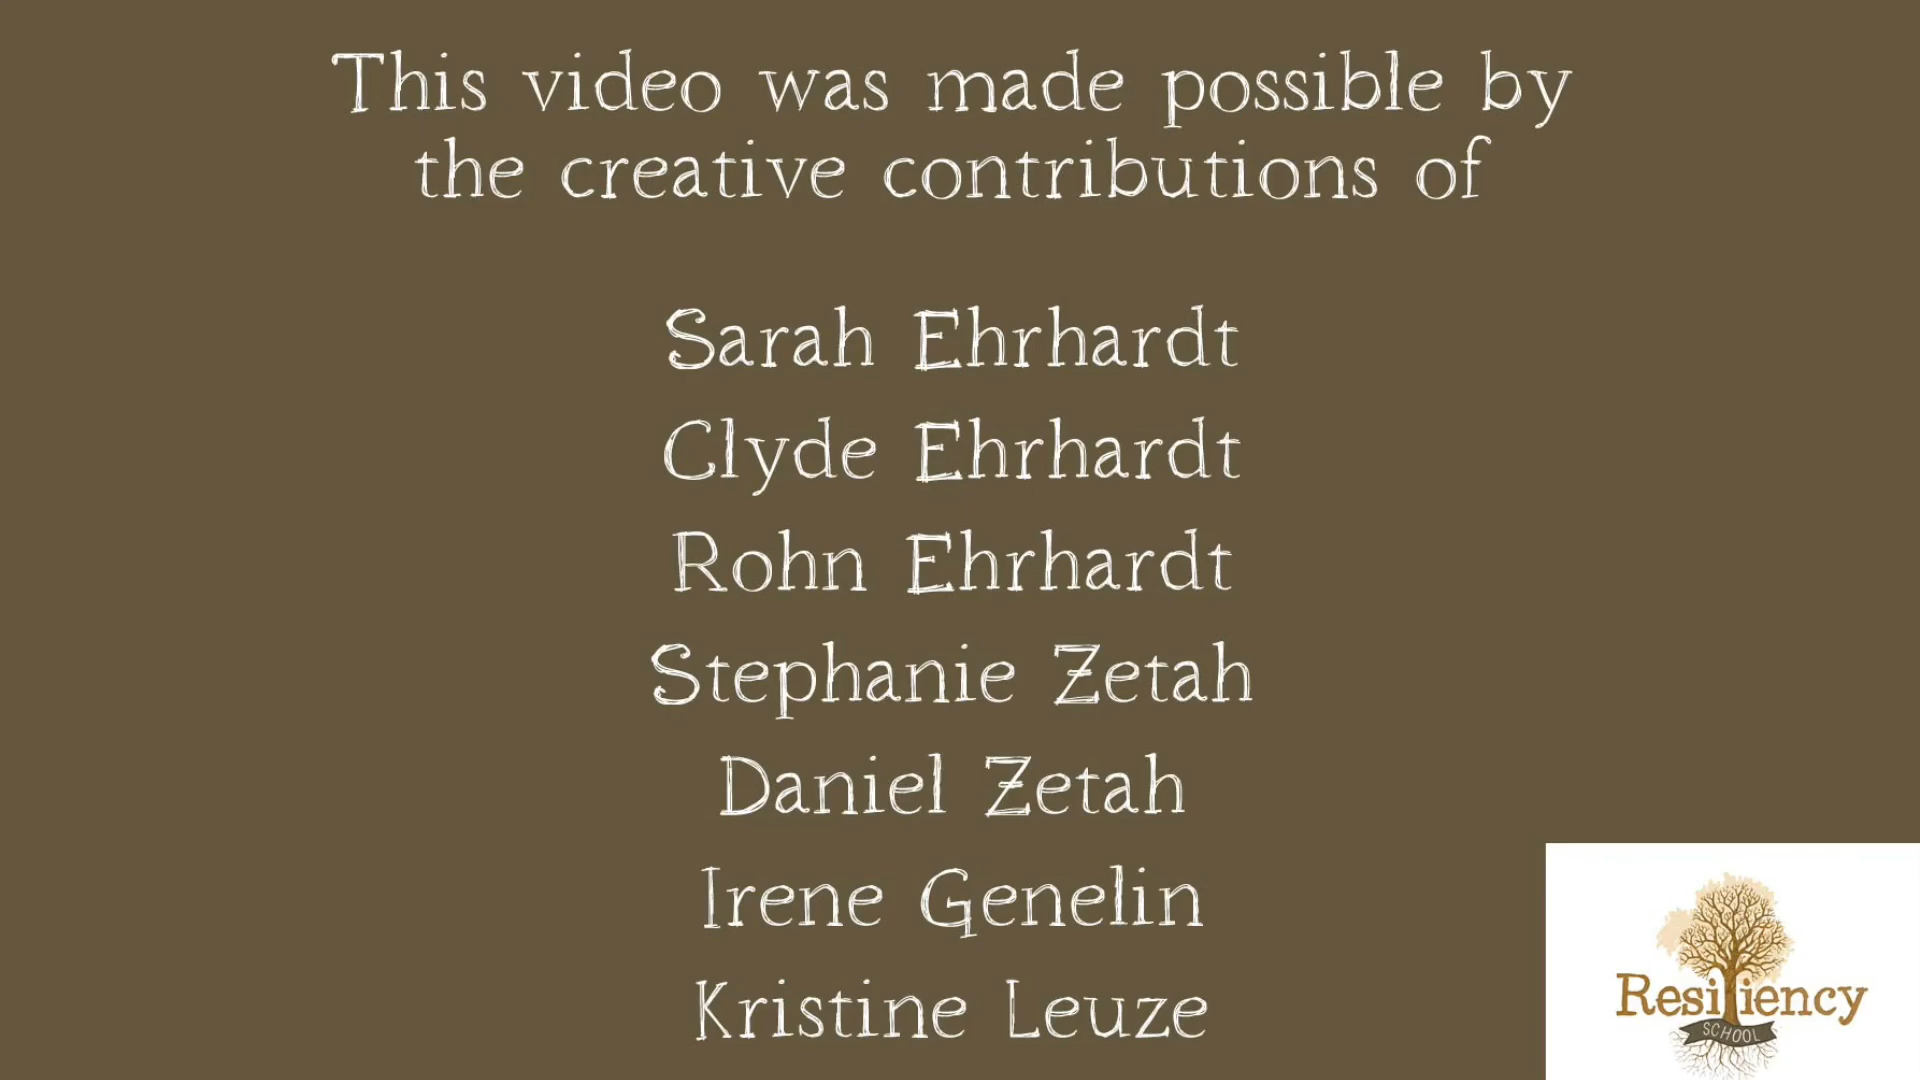 This video was made possible by
the creative contributions of
Sarah Ehrhardt
Clyde Ehrhardt
Rohn Ehrhardt
Stephanie Zetah
Daniel Zetah
Irene Genelin
Kristine Leuze
Resiliency
SCHOOL